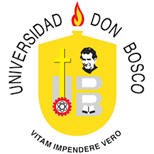 UNIVERSIDAD DON BOSCO
UDB
VITAM IMPENDERE VERO